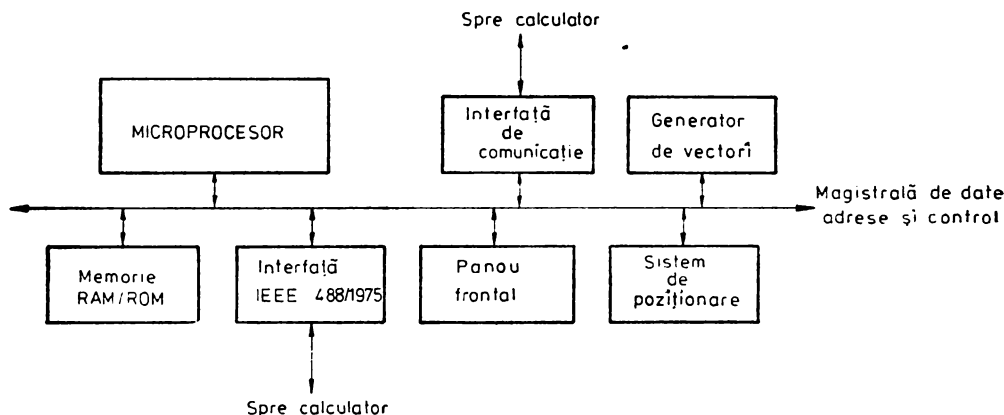 Spre calculator
MICROPROCESOR
Interfață
de
comunicație
Generator
de vectori
Magistrală de date
adrese și control
Memorie
RAM/ROM
Interfață
IEEE 488/1975
Panou
frontal
Sistem
de
poziționare
Spre calculator